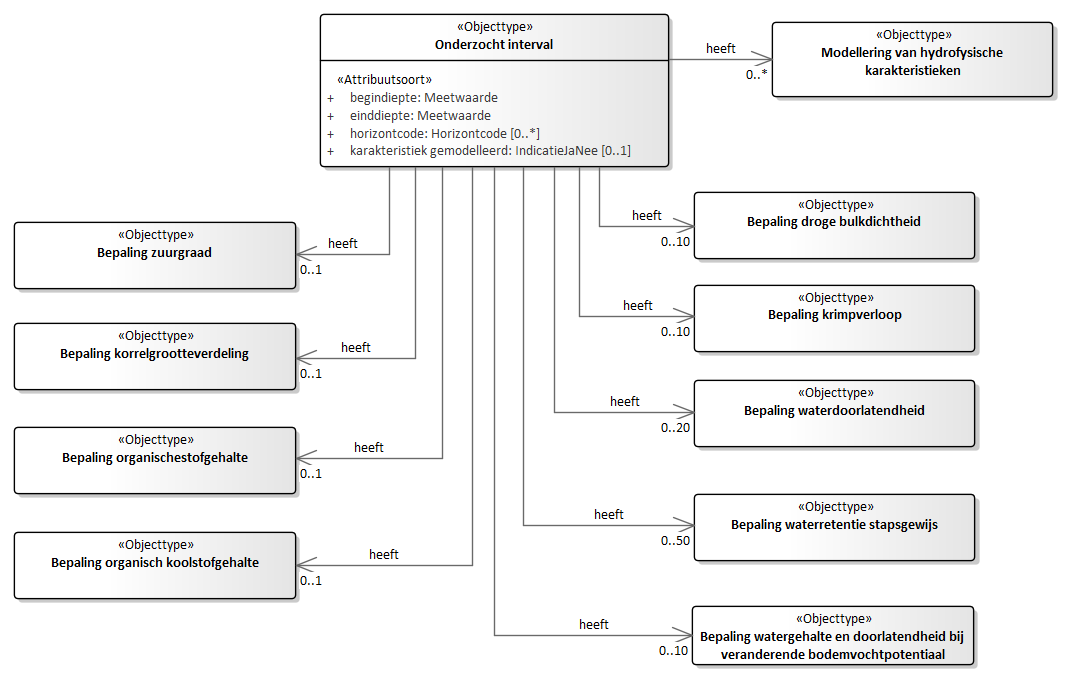 «Objecttype»
Onderzocht interval
«Attribuutsoort»
+ begindiepte: Meetwaarde
+ einddiepte: Meetwaarde
+ horizontcode: Horizontcode [0..*]
+ karakteristiek gemodelleerd: IndicatieJaNee [0..1]
heeft
0..*
«Objecttype»
Modellering van hydrofysische
karakteristieken
«Objecttype»
Bepaling zuurgraad
heeft
0..1
«Objecttype»
Bepaling korrelgrootteverdeling
heeft
0..1
«Objecttype»
Bepaling organischestofgehalte
heeft
0..1
«Objecttype»
Bepaling organisch koolstofgehalte
heeft
0..1
heeft
0..10
«Objecttype»
Bepaling droge bulkdichtheid
heeft
0..10
«Objecttype»
Bepaling krimpverloop
heeft
0..20
«Objecttype»
Bepaling waterdoorlatendheid
heeft
0..50
«Objecttype»
Bepaling waterretentie stapsgewijs
heeft
0..10
«Objecttype»
Bepaling watergehalte en doorlatendheid bij
veranderende bodemvochtpotentiaal